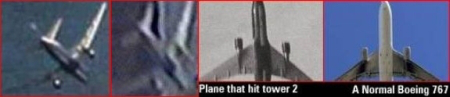 Plane that hit tower 2
A Normal Boeing 767